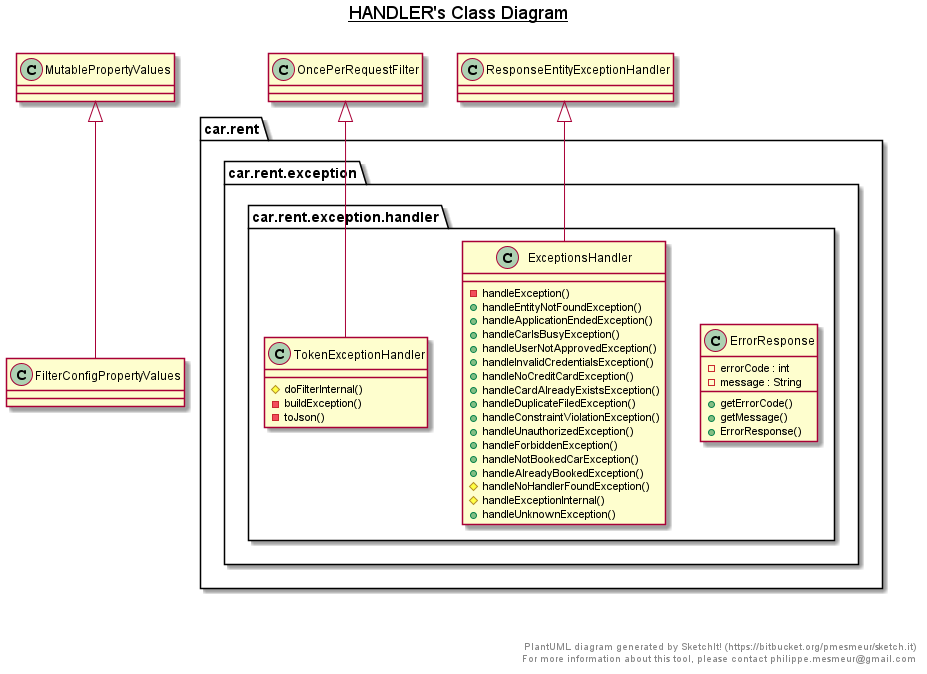 HANDLER's Class Diagram
C MutablePropertyValues
C OncePerRequestFilter
C ResponseEntityExceptionHandler
car.rent
car.rent.exception
car.rent.exception.handler
C ExceptionsHandler
handleException()
handleEntityNotFoundException()
handleApplicationEndedException()
handleCarIsBusyException()
handleUserNotApprovedException()
handleInvalidCredentialsException()
handleNoCreditCardException()
handleCardAlreadyExistsException()
handleDuplicateFiledException()
handleConstraintViolationException()
handleUnauthorizedException()
handleForbiddenException()
handleNotBookedCarException()
handleAlreadyBookedException()
handleNoHandlerFoundException()
handleExceptionInternal()
handleUnknownException()
C TokenExceptionHandler
doFilterInternal()
buildException()
toJson()
C ErrorResponse
errorCode : int
message : String
getErrorCode()
getMessage()
ErrorResponse()
C FilterConfigPropertyValues
PlantUML diagram generated by SketchIt! (https://bitbucket.org/pmesmeur/sketch.it)
For more information about this tool, please contact philippe.mesmeur@gmail.com